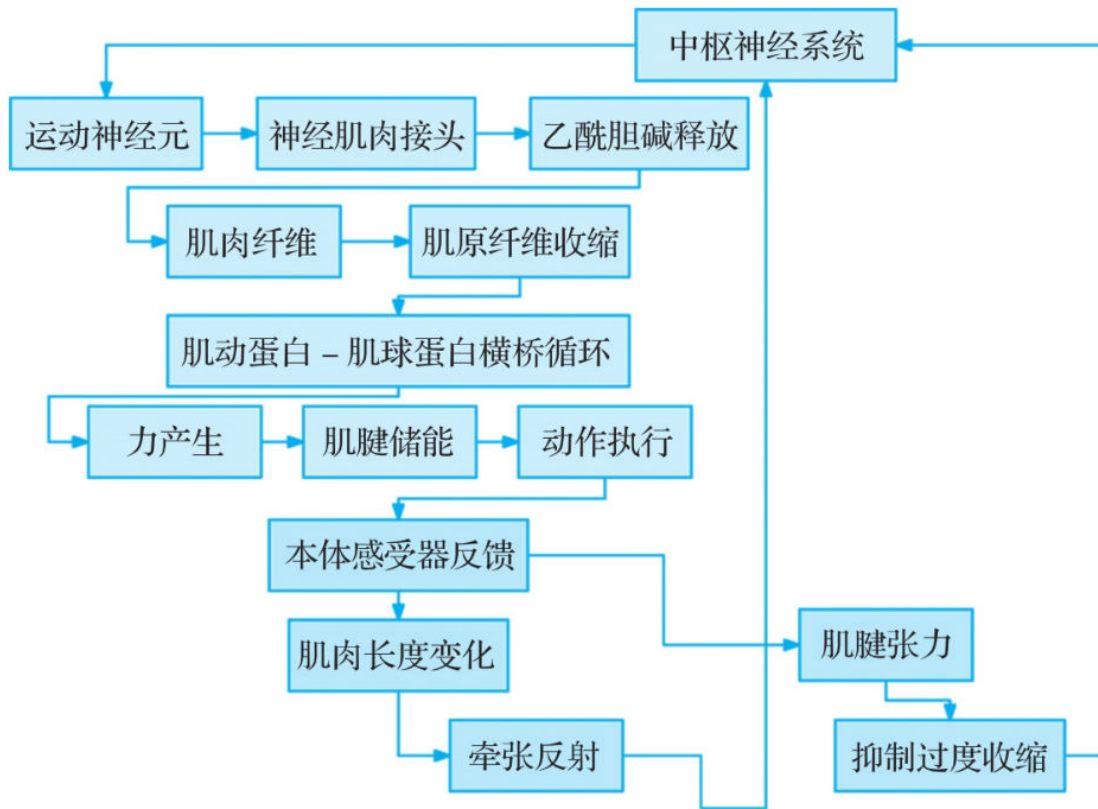 中枢神经系统
运动神经元
神经肌肉接头
乙酰胆碱释放
肌肉纤维
肌原纤维收缩
肌动蛋白–肌球蛋白横桥循环
力产生
肌腱储能
动作执行
本体感受器反馈
肌肉长度变化
肌腱张力
牵张反射
抑制过度收缩